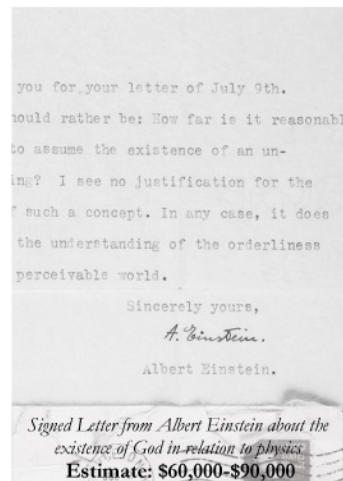 you for your letter of July 9th.
hould rather be: How far is it reasonabl
to assume the existence of an un-
ing? I see no justification for the
f such a concept. In any case, it does
the understanding of the orderliness
perceivable world.
Sincerely yours,
A. Einstein.
Albert Einstein.
Signed Letter from Albert Einstein about the
existence of God in relation to physics
Estimate: $60,000-$90,000